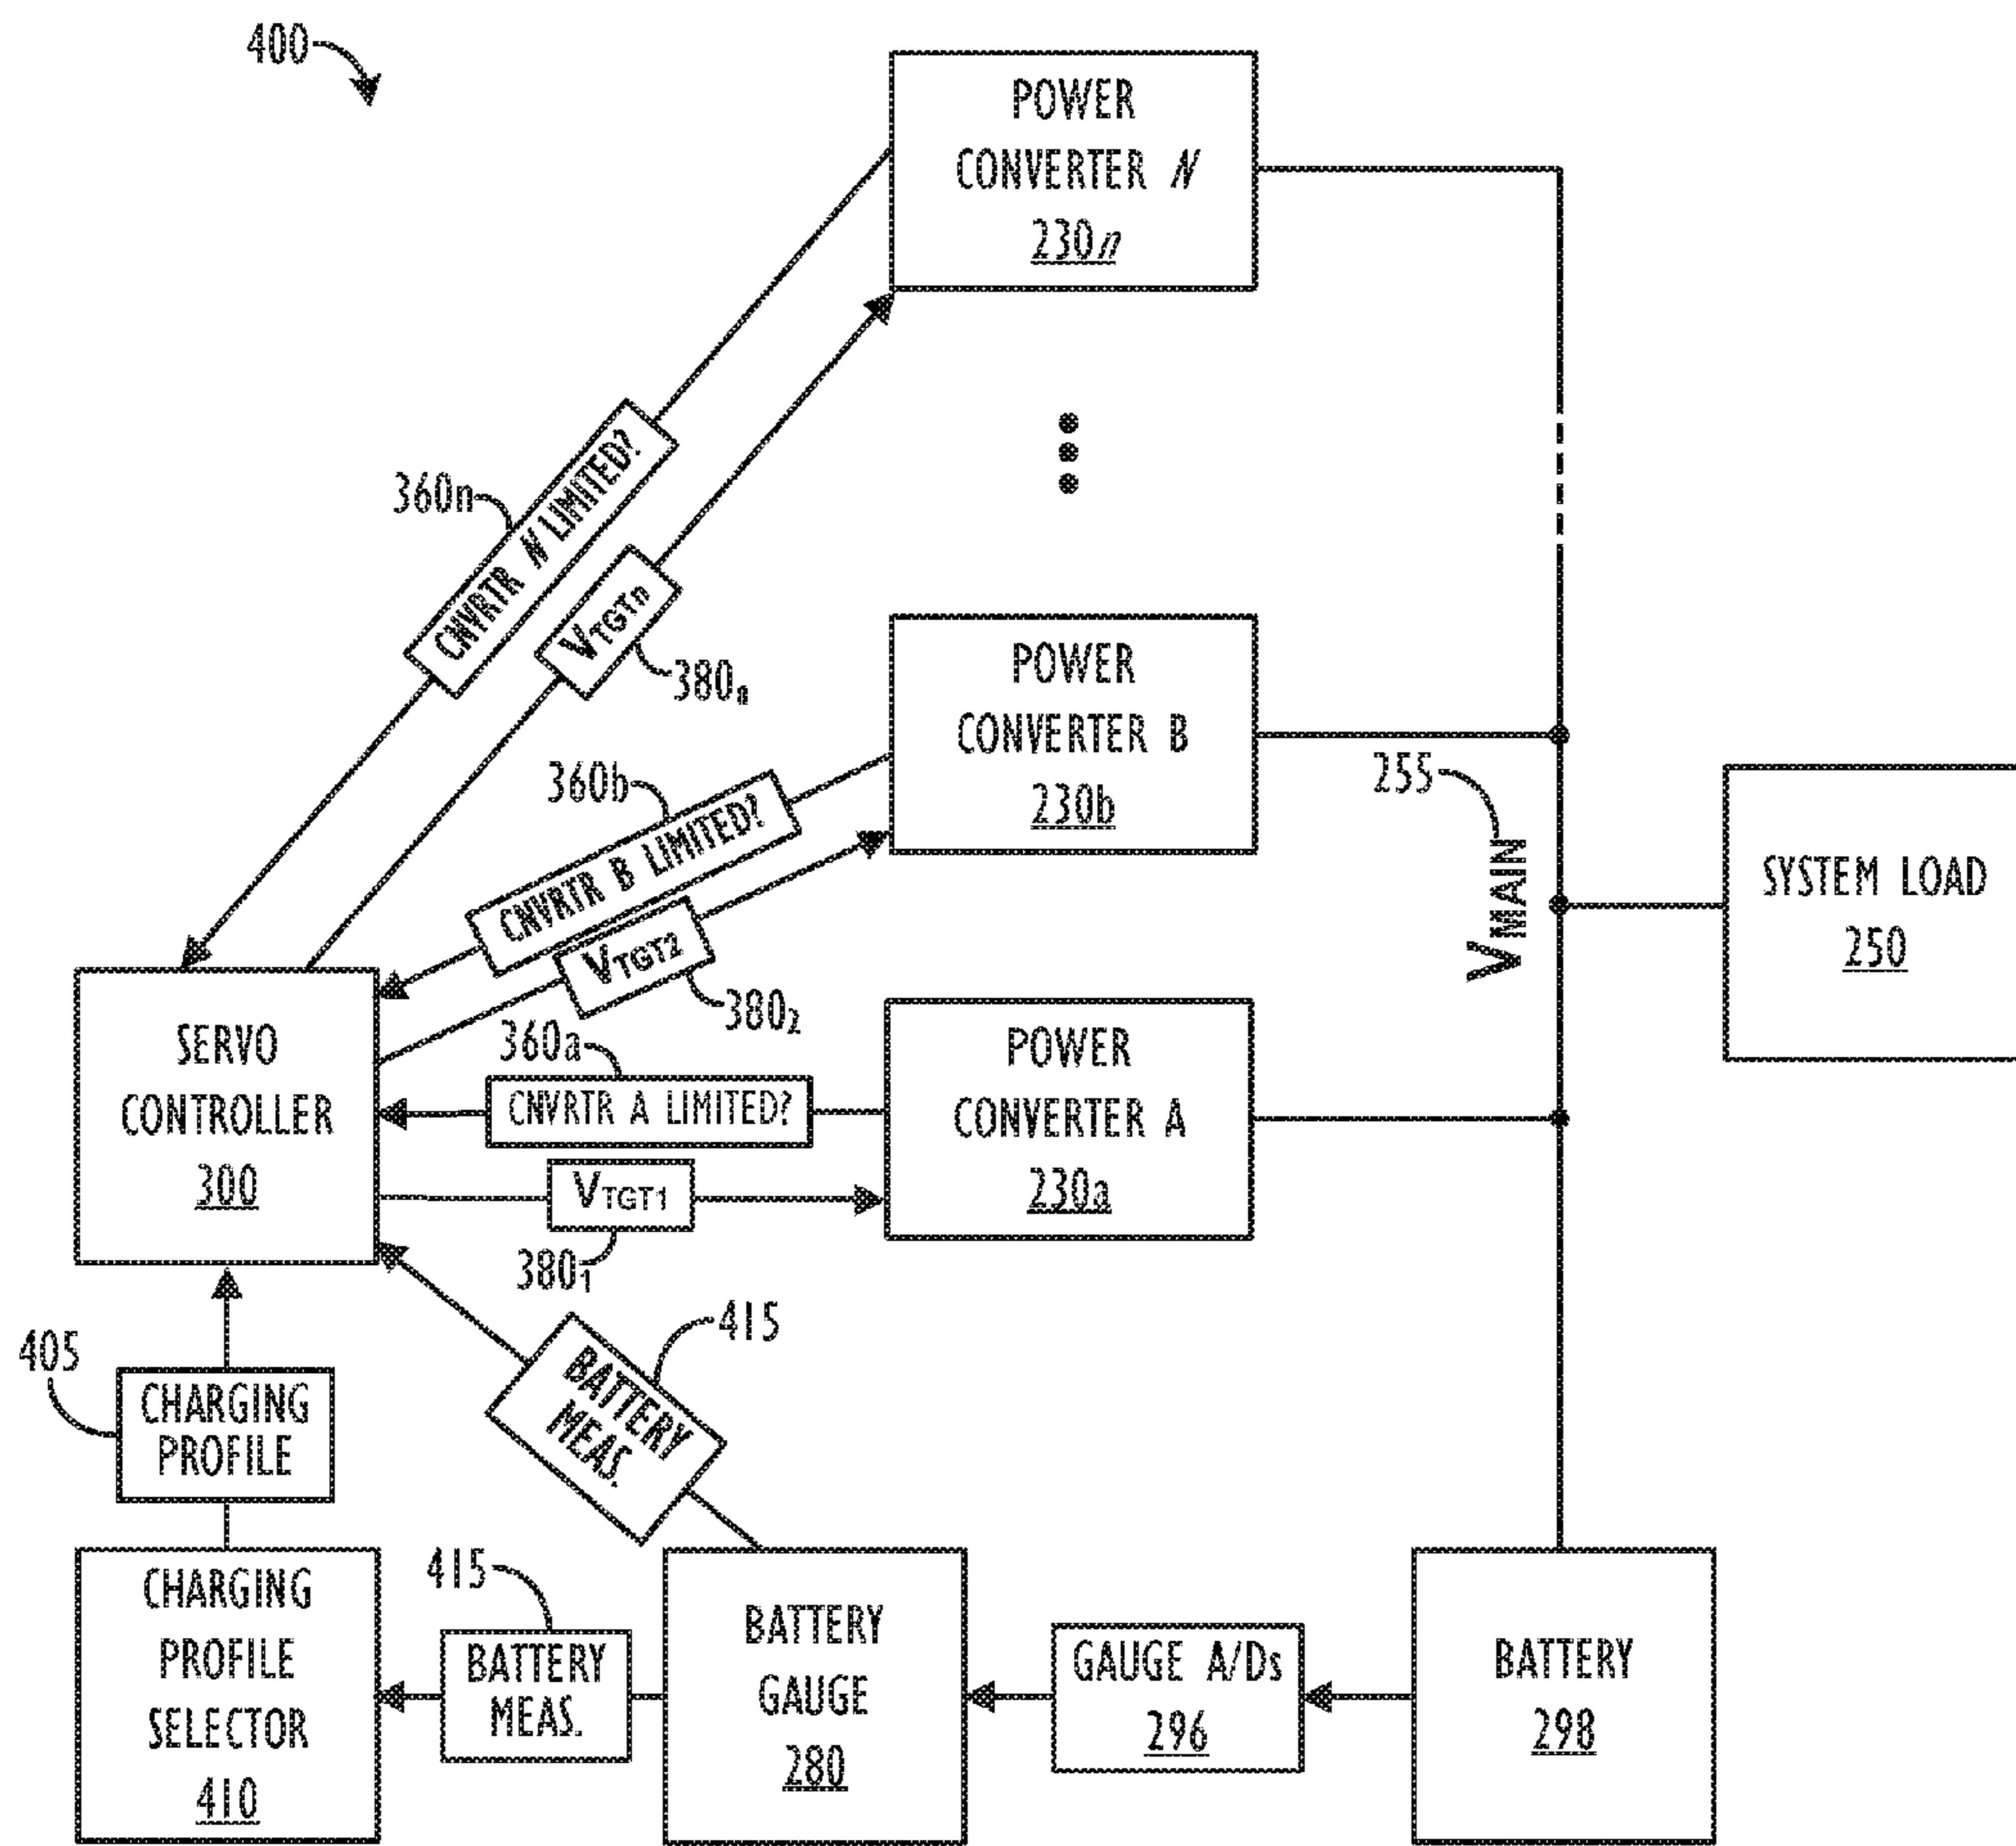 400
POWER
CONVERTER N
230n
CNVRTR N LIMITED?
360n
VTGTn
380n
POWER
CONVERTER B
230b
360b
CNVRTR B LIMITED?
VTGT2
380₂
255
VMAIN
SYSTEM LOAD
250
SERVO
CONTROLLER
300
360a
CNVRTR A LIMITED?
VTGT1
380₁
POWER
CONVERTER A
230a
405
CHARGING
PROFILE
415
BATTERY
MEAS.
CHARGING
PROFILE
SELECTOR
410
415
BATTERY
MEAS.
BATTERY
GAUGE
280
GAUGE A/Ds
296
BATTERY
298